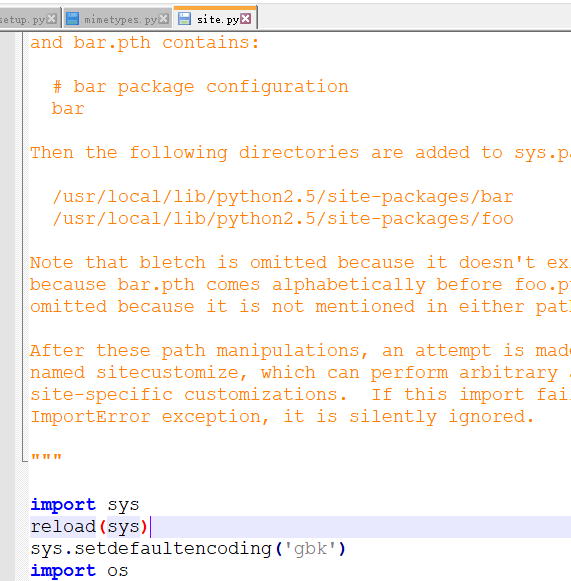 setup.py mimetypes.py site.py
and bar.pth contains:
# bar package configuration
bar
Then the following directories are added to sys.pa
/usr/local/lib/python2.5/site-packages/bar
/usr/local/lib/python2.5/site-packages/foo
Note that bletch is omitted because it doesn't ex
because bar.pth comes alphabetically before foo.p
omitted because it is not mentioned in either pat
After these path manipulations, an attempt is mad
named sitecustomize, which can perform arbitrary
site-specific customizations.  If this import fai
ImportError exception, it is silently ignored.
"""
import sys
reload(sys)
sys.setdefaultencoding('gbk')
import os